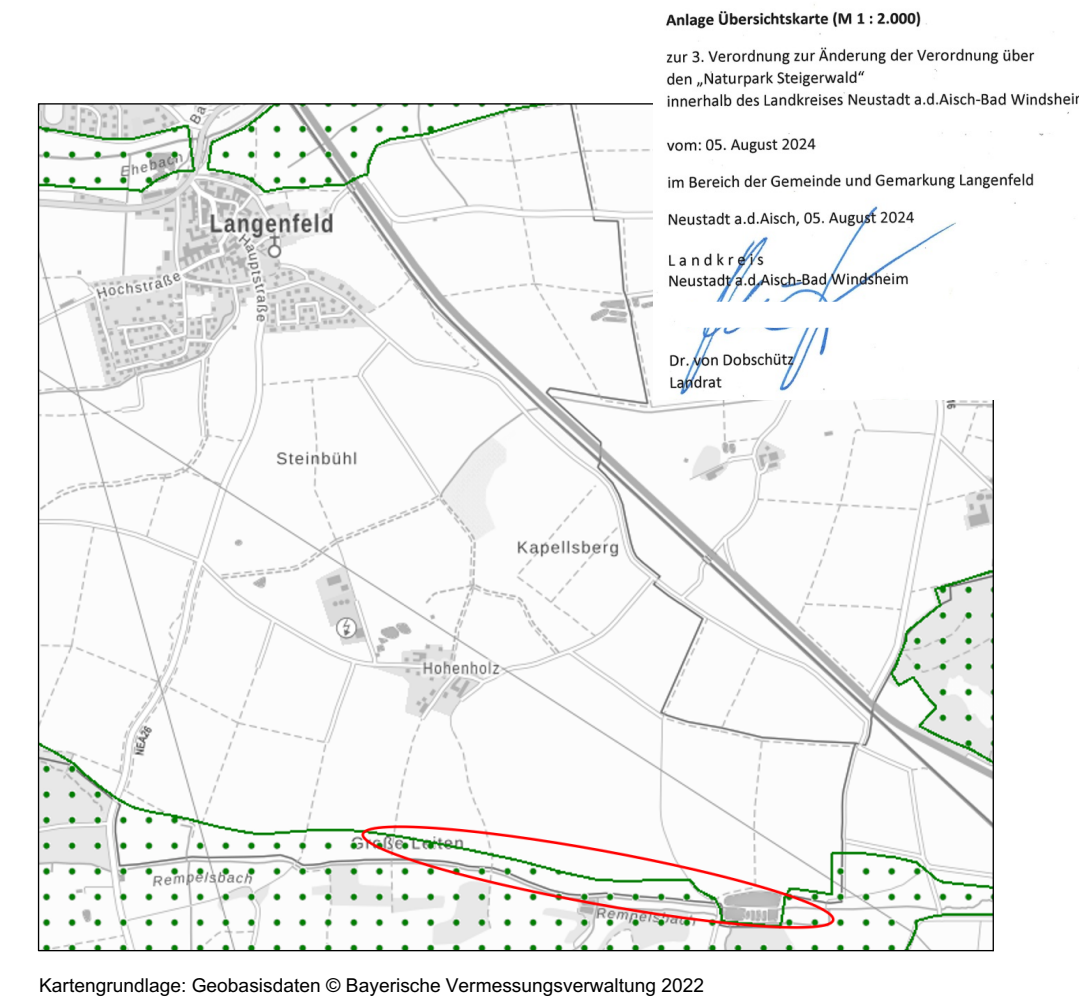 Anlage Übersichtskarte (M 1 : 2.000)
zur 3. Verordnung zur Änderung der Verordnung über
den „Naturpark Steigerwald“
innerhalb des Landkreises Neustadt a.d.Aisch-Bad Windshei
vom: 05. August 2024
im Bereich der Gemeinde und Gemarkung Langenfeld
Neustadt a.d.Aisch, 05. August 2024
L a n d k r e i s
Neustadt a.d.Aisch-Bad Windsheim
Dr. von Dobschütz
Landrat
Ba
Ehebach
Langenfeld
Hauptstraße
Hochstraße
Steinbühl
Kapellsberg
Hohenholz
NEA26
Große Leiten
Rempelsbach
Rempelsbach
Kartengrundlage: Geobasisdaten © Bayerische Vermessungsverwaltung 2022